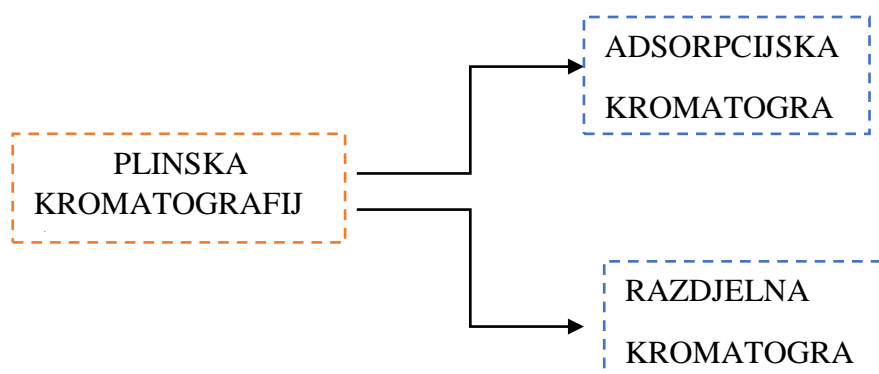 PLINSKA
KROMATOGRAFIJ
ADSORPCIJSKA
KROMATOGRA
RAZDJELNA
KROMATOGRA